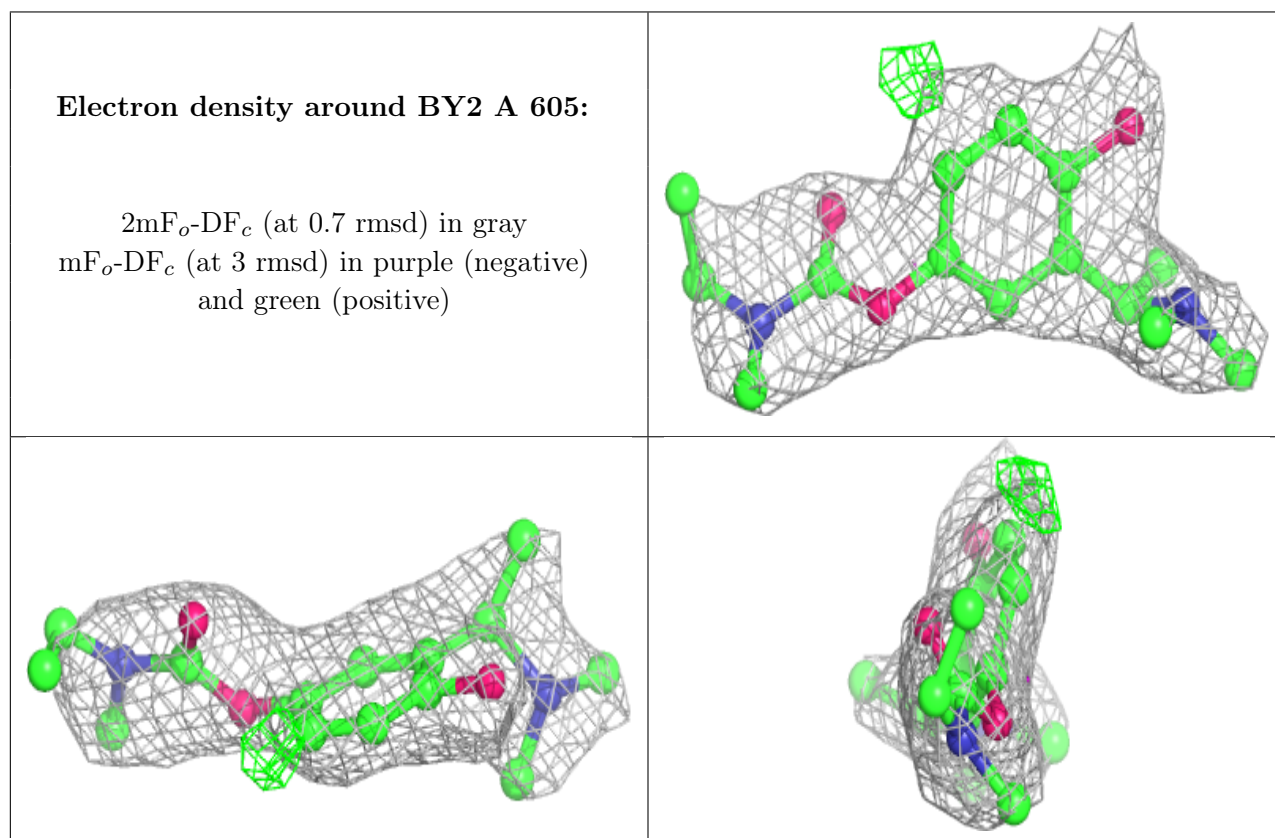 Electron density around BY2 A 605:
2mFo-DFc (at 0.7 rmsd) in gray
mFo-DFc (at 3 rmsd) in purple (negative)
and green (positive)